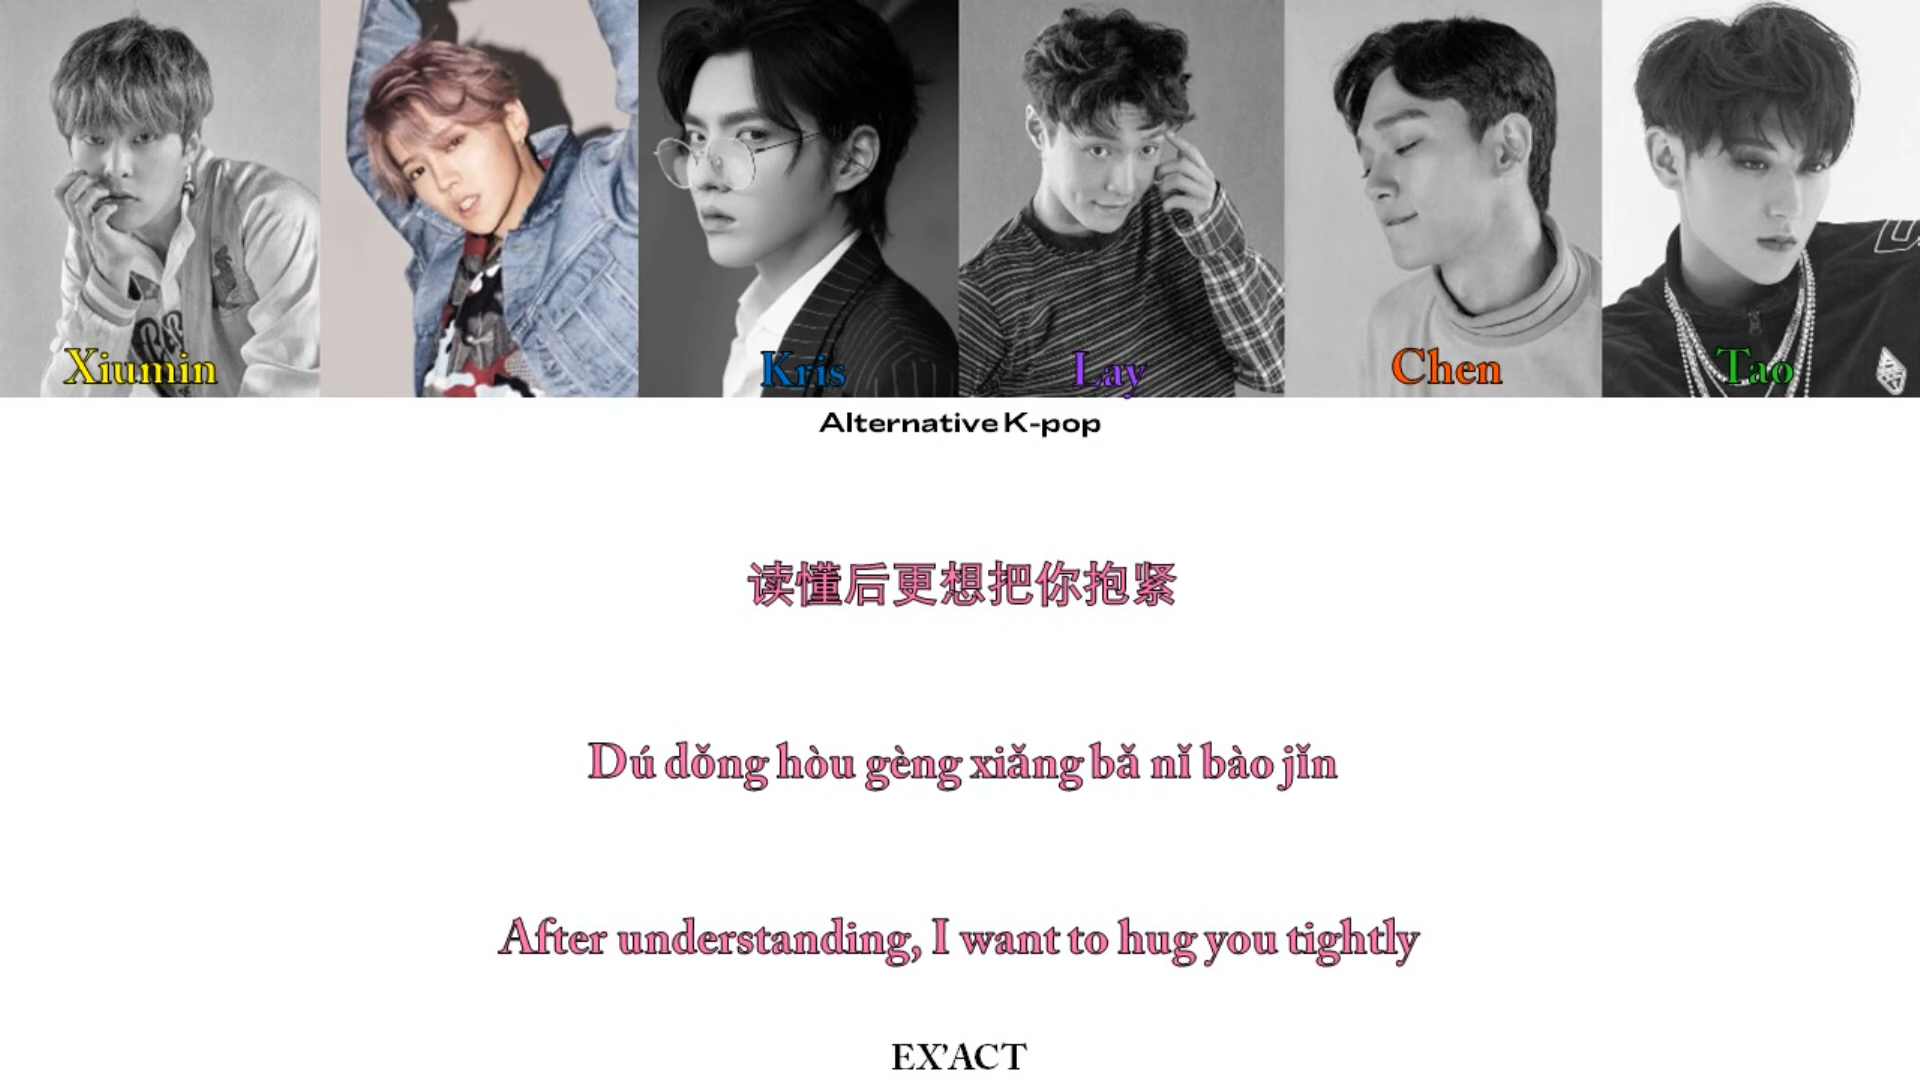 Xiumin
Kris
Lay
Chen
Tao
Alternative K-pop
读懂后更想把你抱紧
Dú dǒng hòu gèng xiǎng bǎ nǐ bào jǐn
After understanding, I want to hug you tightly
EX'ACT